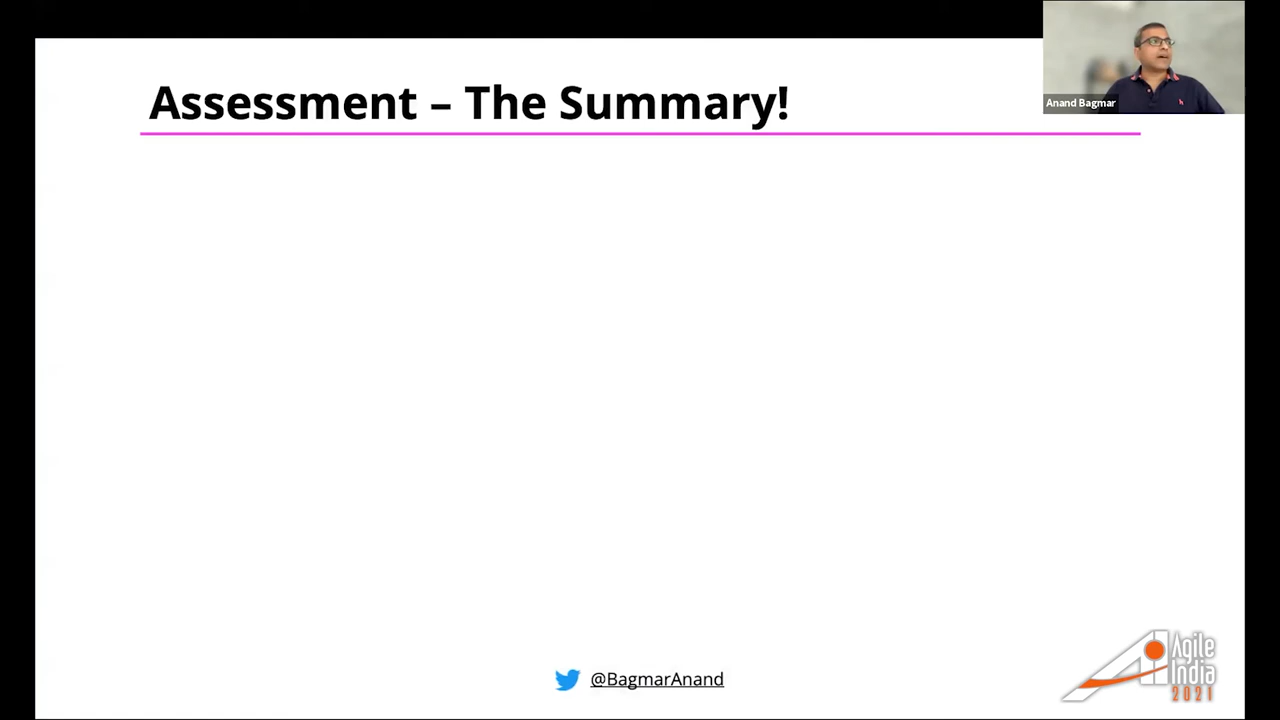 Assessment – The Summary!
Anand Bagmar
@BagmarAnand
Agile
India
2021